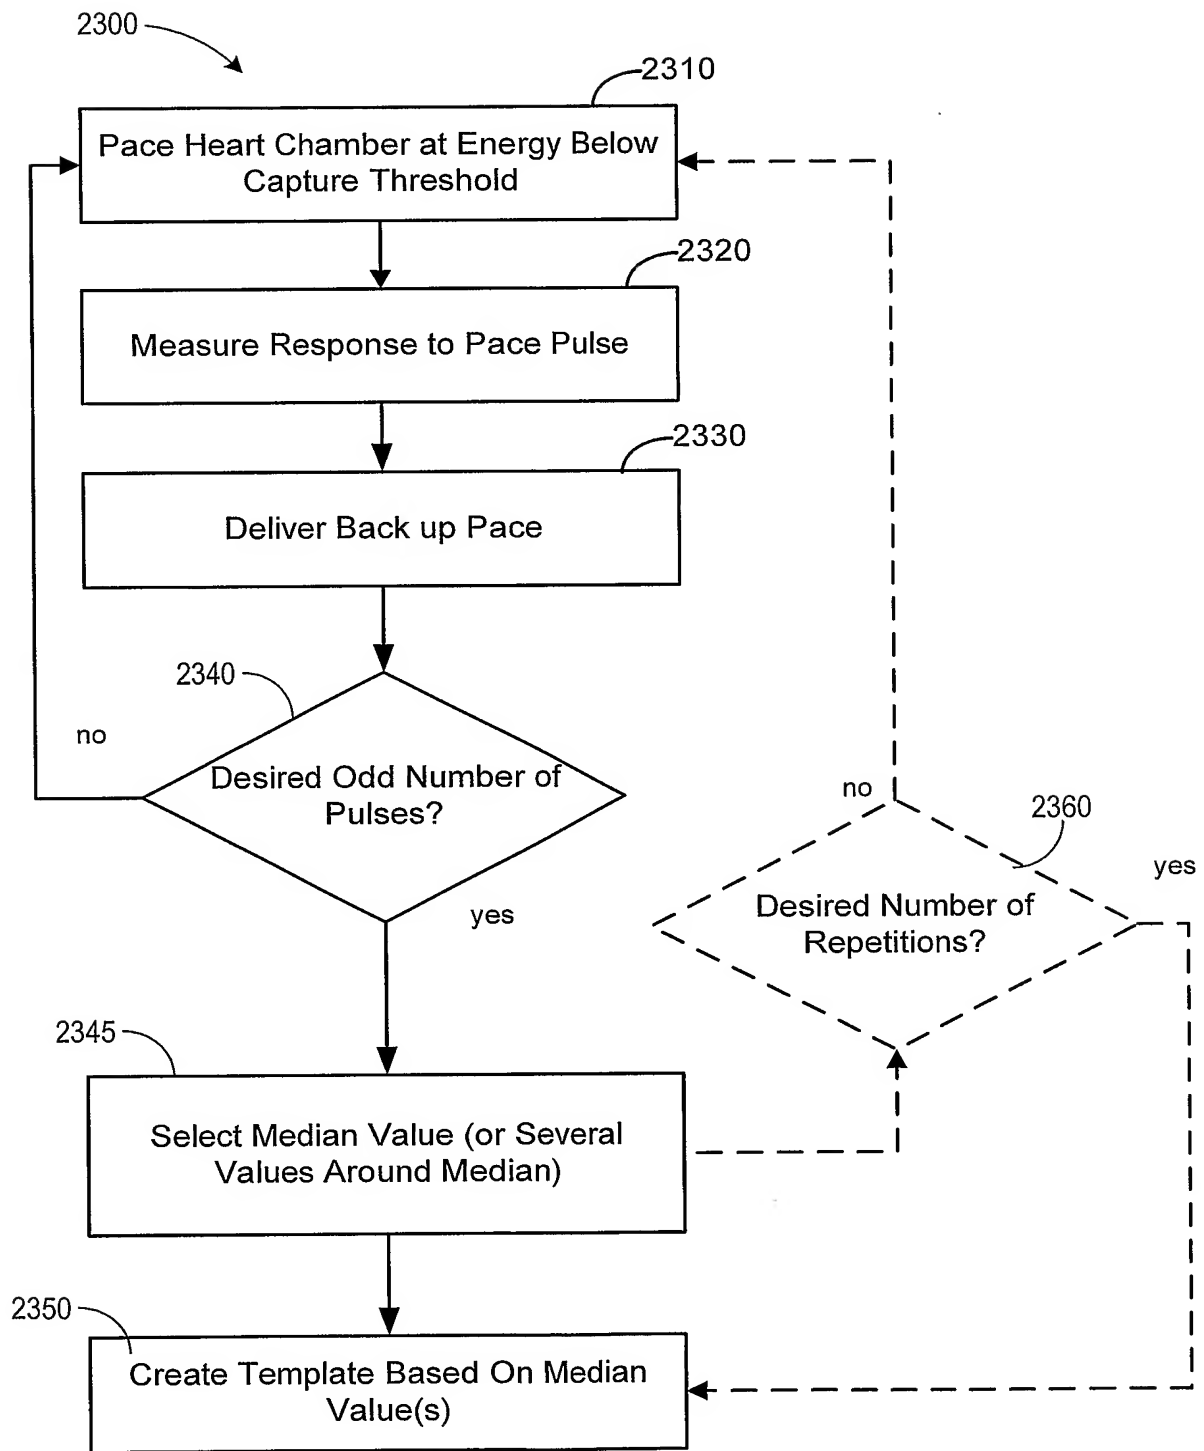 2300
2310
Pace Heart Chamber at Energy Below
Capture Threshold
2320
Measure Response to Pace Pulse
2330
Deliver Back up Pace
2340
no
Desired Odd Number of
Pulses?
yes
no
2360
yes
Desired Number of
Repetitions?
2345
Select Median Value (or Several
Values Around Median)
2350
Create Template Based On Median
Value(s)